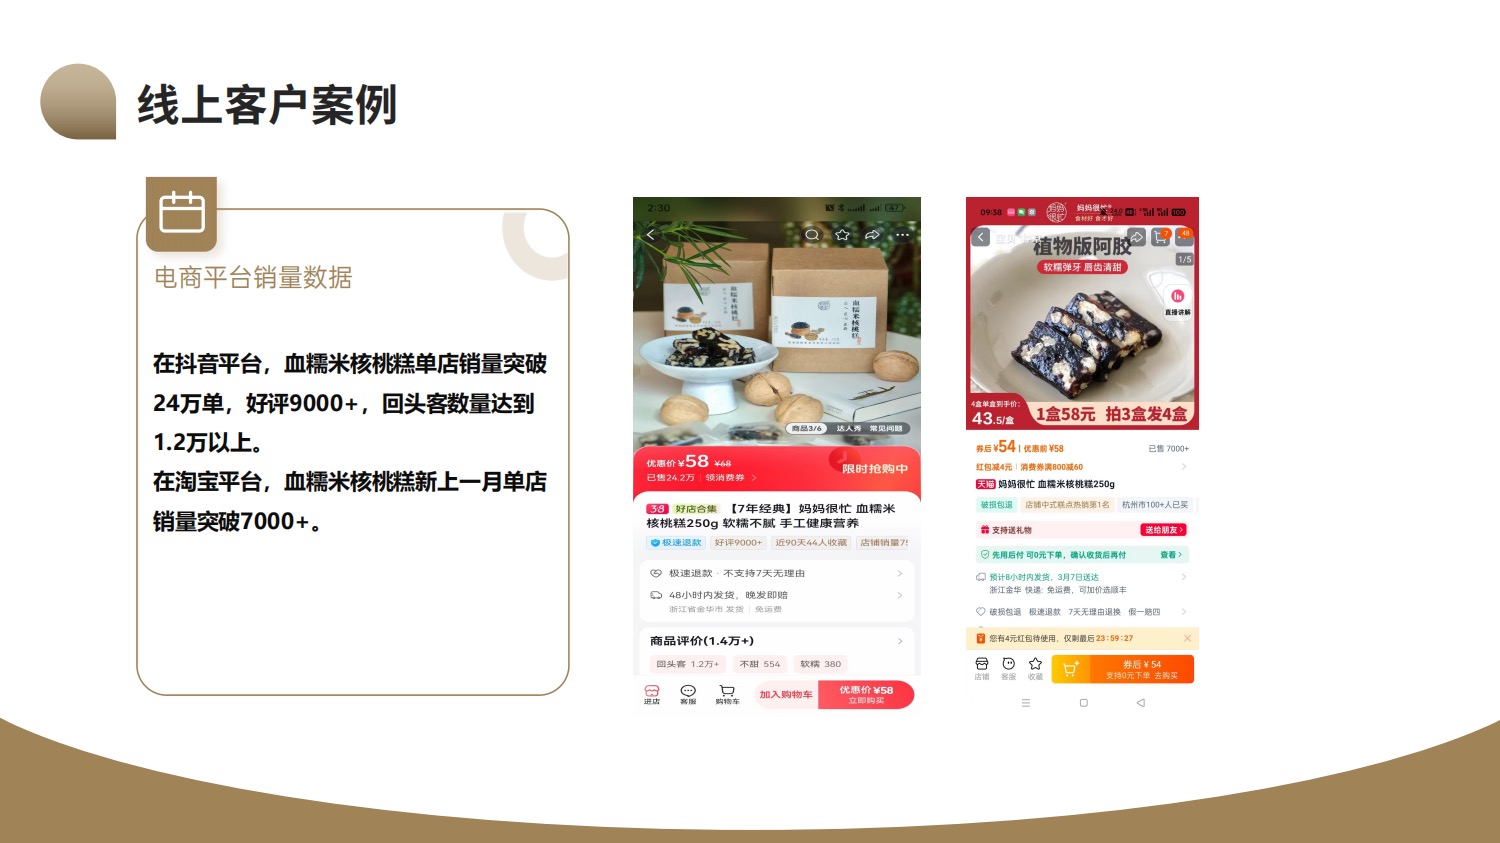 线上客户案例
电商平台销量数据
在抖音平台，血糯米核桃糕单店销量突破
24万单，好评9000+，回头客数量达到
1.2万以上。
在淘宝平台，血糯米核桃糕新上一月单店
销量突破7000+。
2:30
血糯米核桃糕
商品3/6 达人秀 常见问题
优惠价¥58 ¥68
已售24.2万 | 领消费券
限时抢购中
38 好店合集 【7年经典】妈妈很忙 血糯米
核桃糕250g 软糯不腻 手工健康营养
极速退款 好评9000+ 近90天44人收藏 店铺销量75
极速退款 · 不支持7天无理由
48小时内发货，晚发即赔
浙江省金华市 发货 | 免运费
商品评价(1.4万+)
回头客 1.2万+ 不甜 554 软糯 380
进店 客服 购物车 加入购物车 优惠价 ¥58
立即购买
09:38
妈妈很忙
食材好 食才好
植物版阿胶
软糯弹牙 唇齿清甜
1/5
直播讲解
4盒单盒到手价:
43.5/盒
1盒58元 拍3盒发4盒
券后 ¥54 | 优惠前 ¥58 已售 7000+
红包减4元 | 消费券满800减60
天猫 妈妈很忙 血糯米核桃糕250g
破损包退 店铺中式糕点热销第1名 杭州市100+人已买
支持送礼物 送给朋友
先用后付 可0元下单，确认收货后再付 查看
预计8小时内发货，3月7日送达
浙江金华 快递: 免运费，可加价选顺丰
破损包退 极速退款 7天无理由退换 假一赔四
您有4元红包待使用，仅剩最后 23:59:27
店铺 客服 收藏
券后 ¥ 54
支持0元下单 去购买